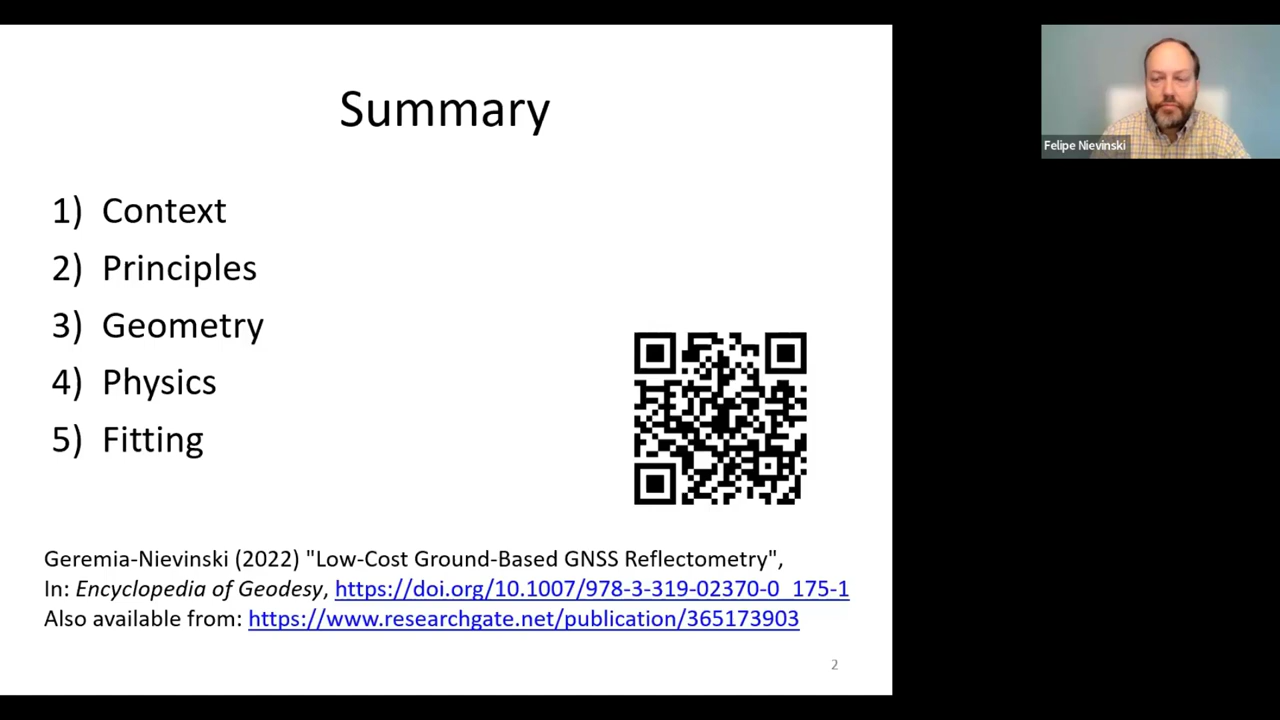 Summary
1) Context
2) Principles
3) Geometry
4) Physics
5) Fitting
Geremia-Nievinski (2022) "Low-Cost Ground-Based GNSS Reflectometry",
In: Encyclopedia of Geodesy, https://doi.org/10.1007/978-3-319-02370-0_175-1
Also available from: https://www.researchgate.net/publication/365173903
2
Felipe Nievinski